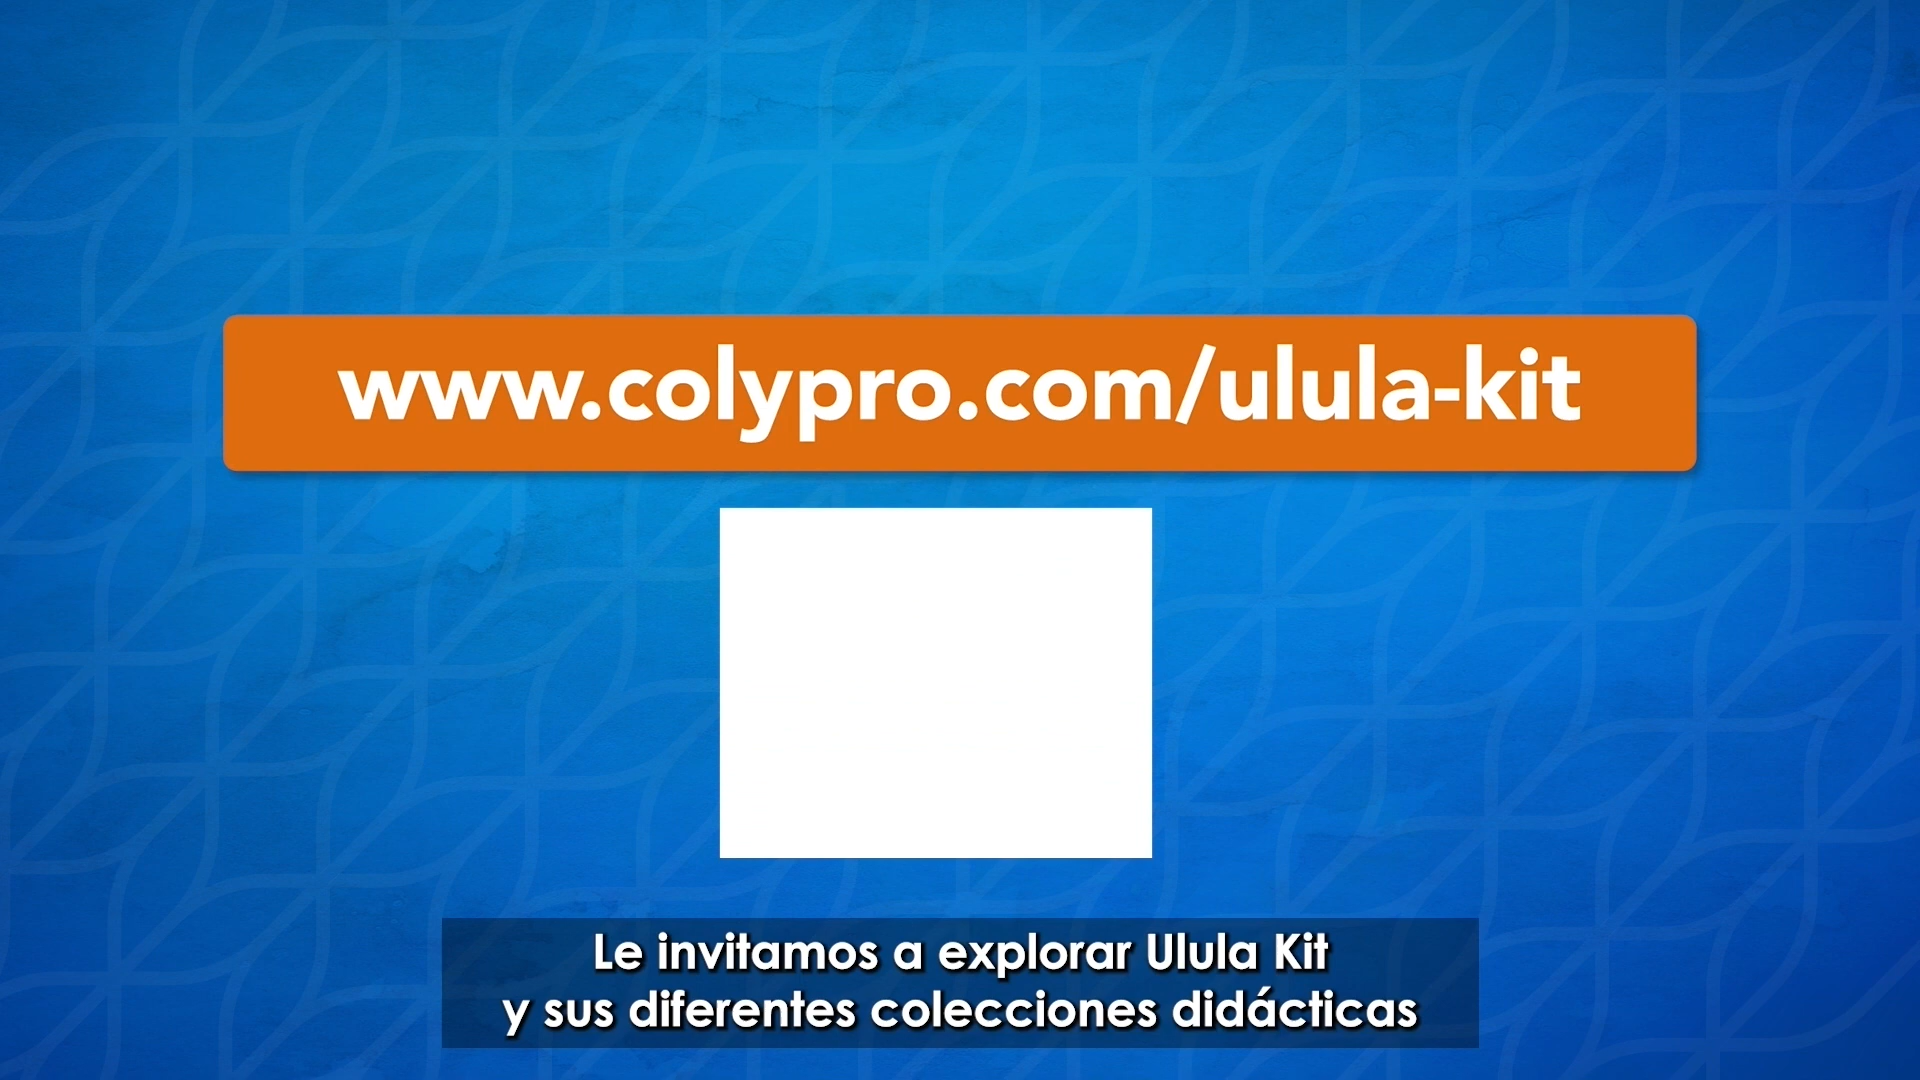 www.colypro.com/ulula-kit
Le invitamos a explorar Ulula Kit
y sus diferentes colecciones didácticas